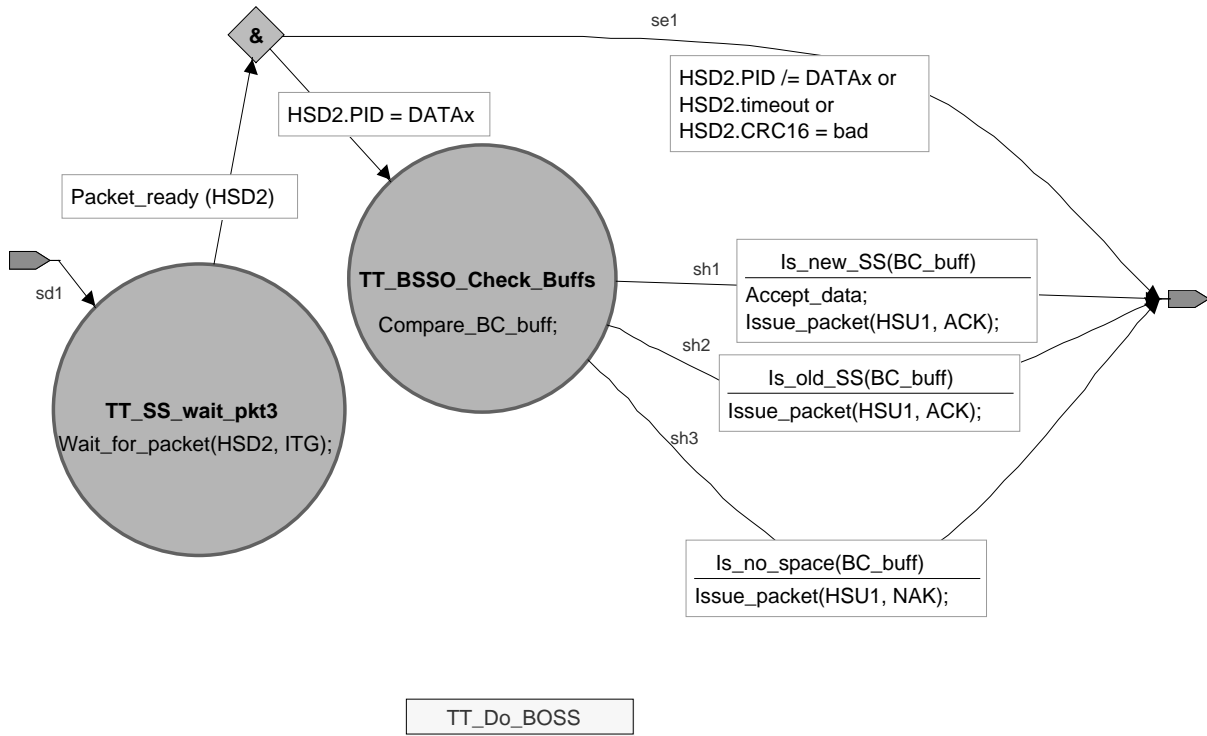 se1
&
HSD2.PID /= DATAx or
HSD2.timeout or
HSD2.CRC16 = bad
HSD2.PID = DATAx
Packet_ready (HSD2)
sd1
TT_SS_wait_pkt3
Wait_for_packet(HSD2, ITG);
TT_BSSO_Check_Buffs
Compare_BC_buff;
sh1
Is_new_SS(BC_buff)
Accept_data;
Issue_packet(HSU1, ACK);
sh2
Is_old_SS(BC_buff)
Issue_packet(HSU1, ACK);
sh3
Is_no_space(BC_buff)
Issue_packet(HSU1, NAK);
TT_Do_BOSS